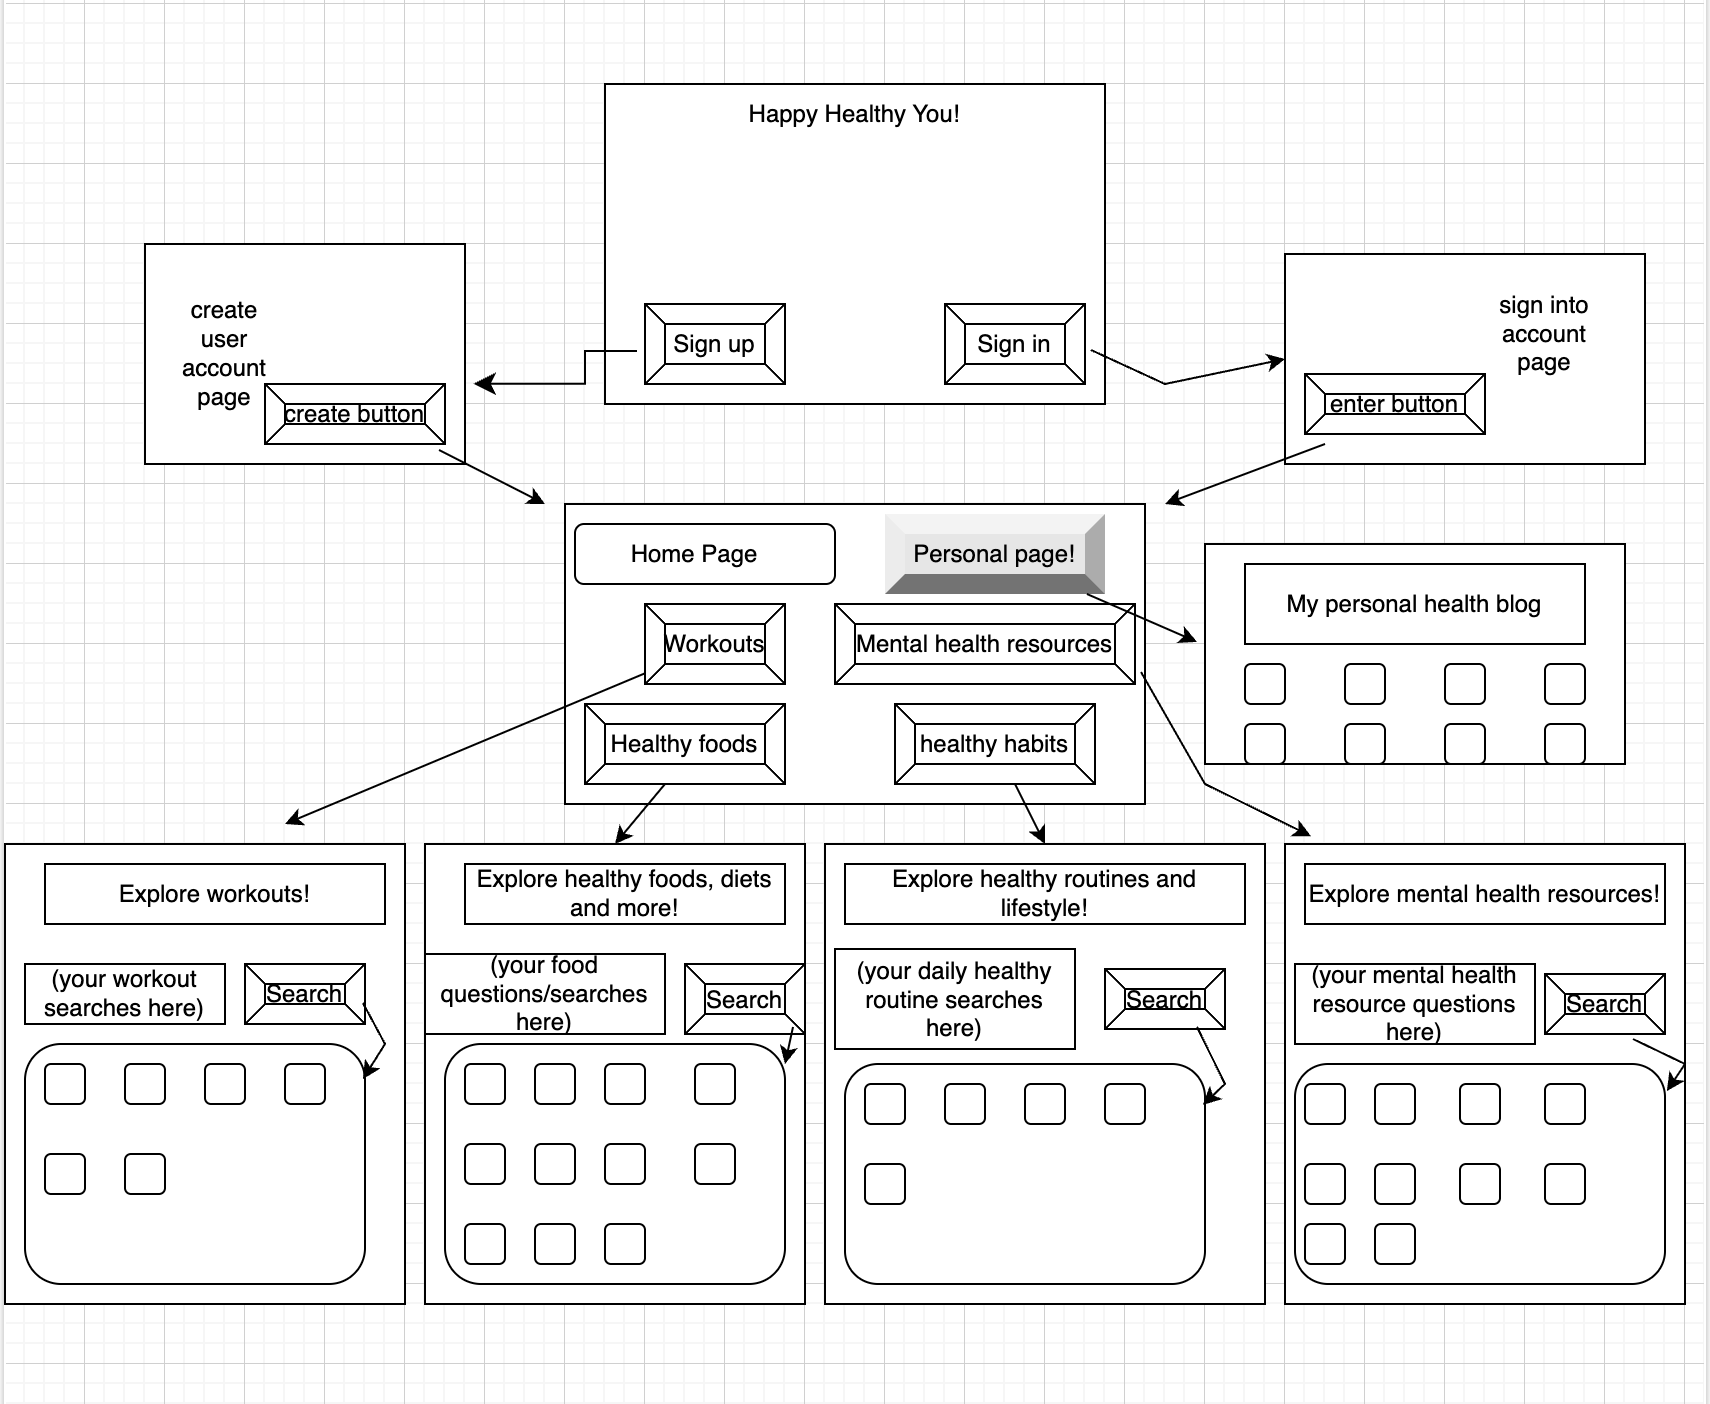 Happy Healthy You!
Sign up
Sign in
create
user
account
page
create button
sign into
account
page
enter button
Home Page
Personal page!
Workouts
Mental health resources
Healthy foods
healthy habits
My personal health blog
Explore workouts!
(your workout
searches here)
Search
Explore healthy foods, diets
and more!
(your food
questions/searches
here)
Search
Explore healthy routines and
lifestyle!
(your daily healthy
routine searches
here)
Search
Explore mental health resources!
(your mental health
resource questions
here)
Search